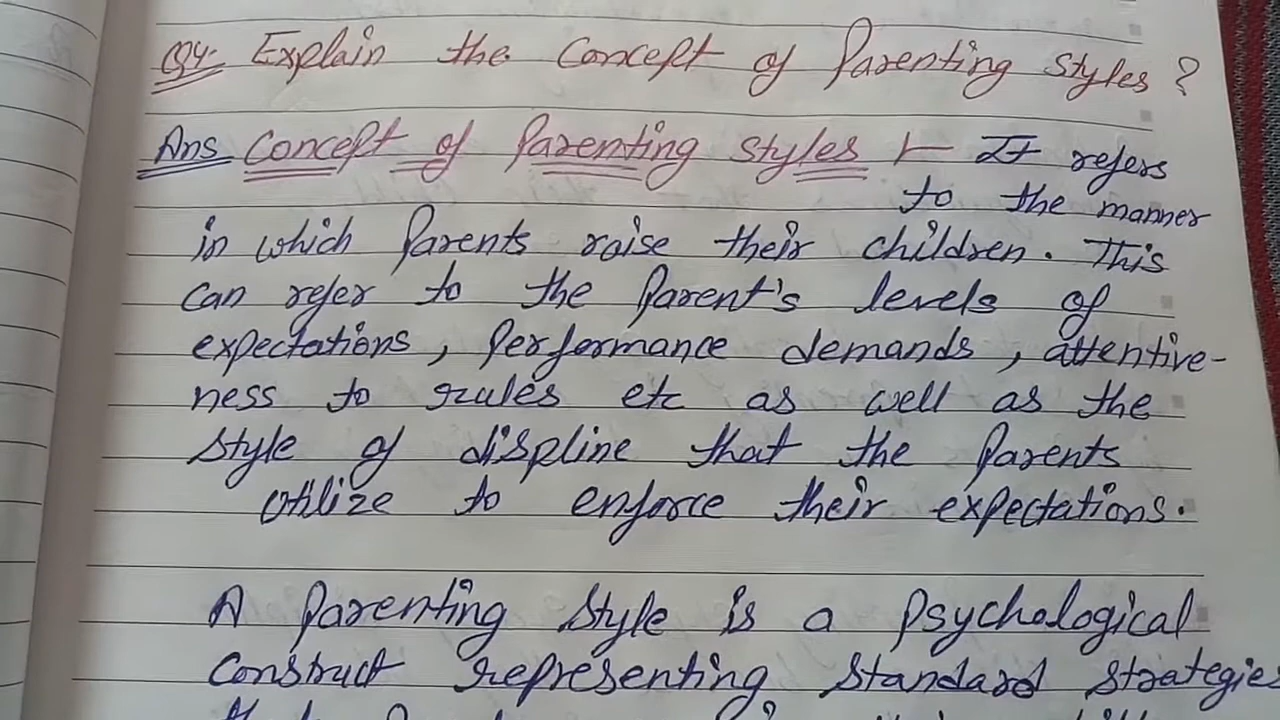 Q4. Explain the Concept of Parenting Styles ?
Ans Concept of Parenting Styles :- It refers
to the manner
in which Parents raise their children. This
can refer to the Parent's levels of
expectations, Performance demands, attentive-
ness to rules etc as well as the
Style of displine that the Parents
utilize to enforce their expectations.
A Parenting Style is a Psychological
Construct representing Standard Strategies